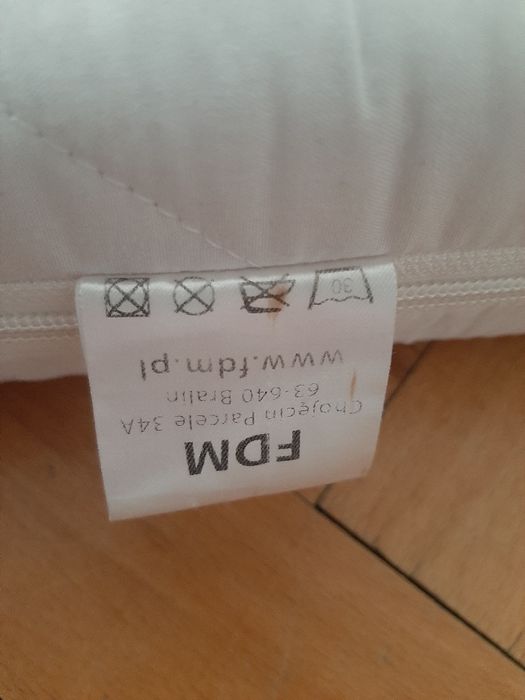 FDM
Chojęcin Parcele 34A
63-640 Bralin
www.fdm.pl
30